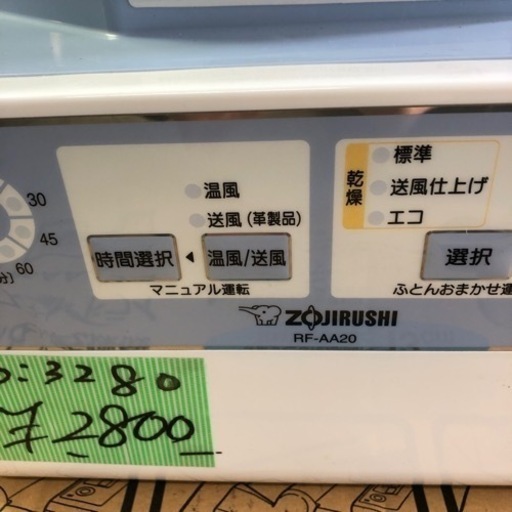 30
45
60
分)
温風
送風(革製品)
時間選択
温風/送風
マニュアル運転
乾燥
標準
送風仕上げ
エコ
選択
ふとんおまかせ運
ZOJIRUSHI
RF-AA20
:3280
¥2800